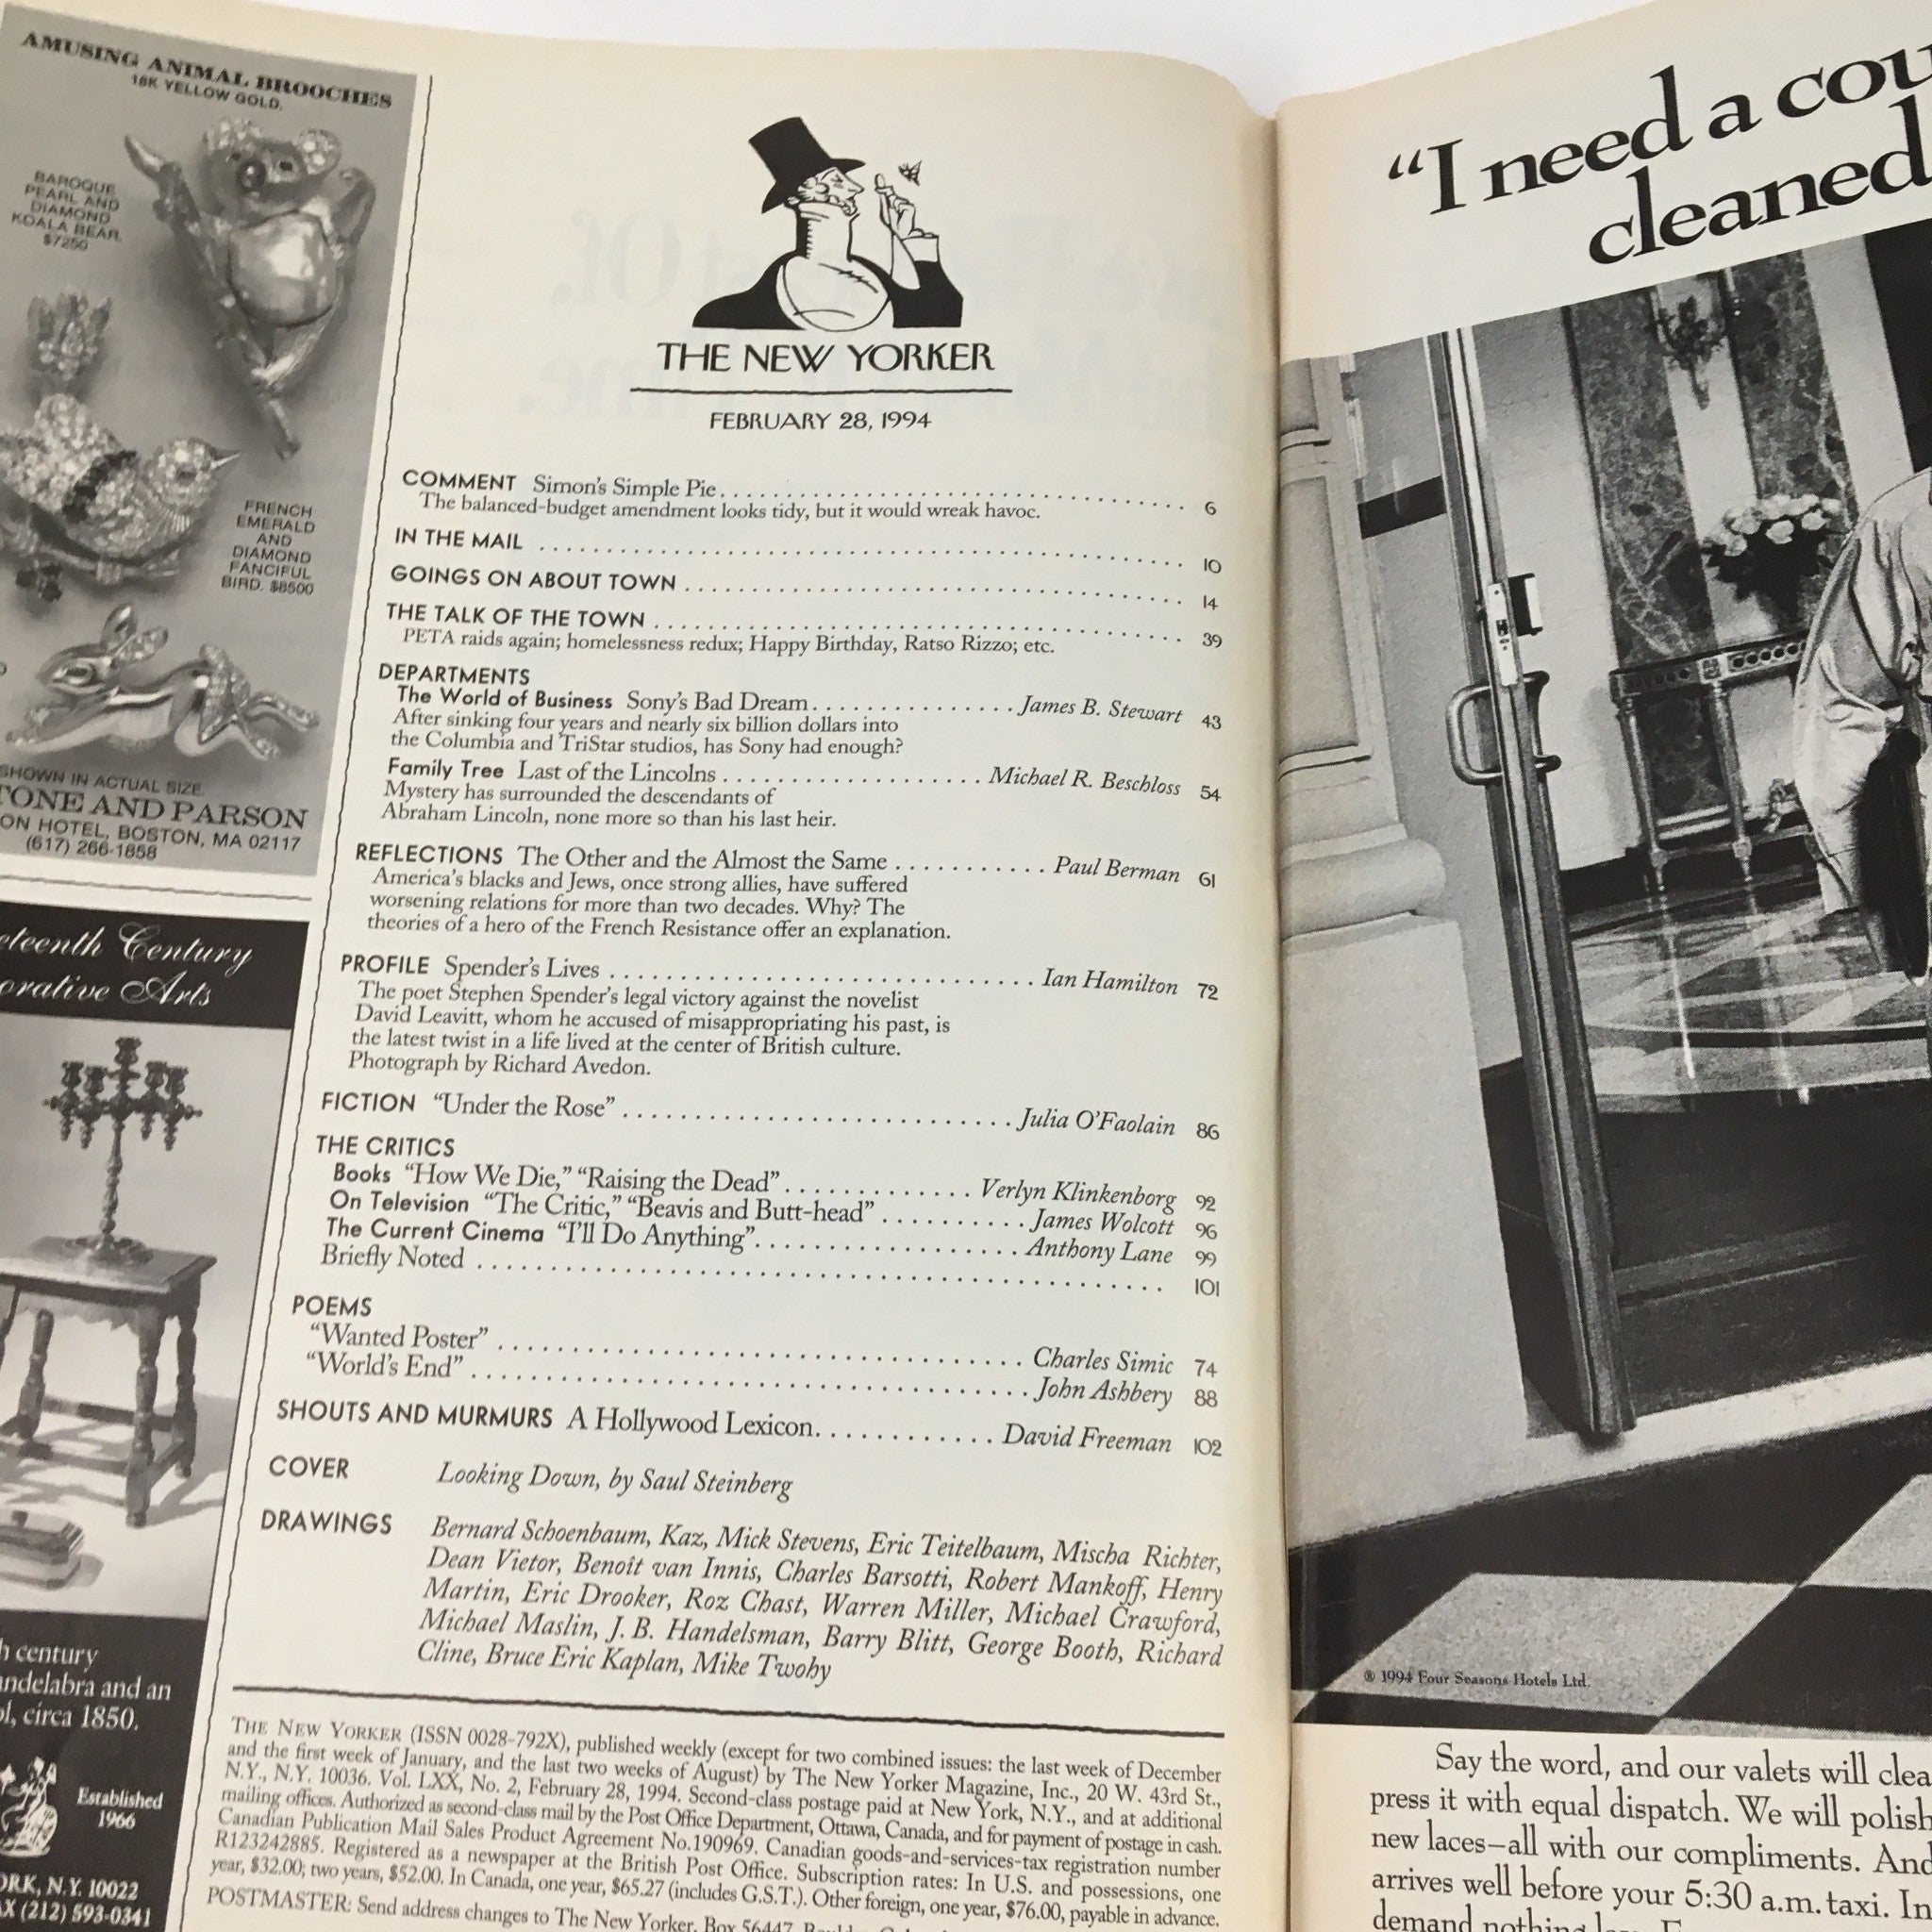 AMUSING ANIMAL BROOCHES
18K YELLOW GOLD.
BAROQUE
PEARL AND
DIAMOND
KOALA BEAR.
$7250
FRENCH
EMERALD
AND
DIAMOND
FANCIFUL
BIRD. $8500
SHOWN IN ACTUAL SIZE
TONE AND PARSON
ON HOTEL, BOSTON, MA 02117
(617) 266-1858
eteenth Century
orative Arts
h century
andelabra and an
ol, circa 1850.
Established
1966
ORK, N.Y. 10022
AX (212) 593-0341
THE NEW YORKER
FEBRUARY 28, 1994
COMMENT Simon's Simple Pie. . . . . . . . . . . . . . . . . . . . 6
The balanced-budget amendment looks tidy, but it would wreak havoc.
IN THE MAIL . . . . . . . . . . . . . . . . . . . . 10
GOINGS ON ABOUT TOWN . . . . . . . . . . . . . . . . . . . . 14
THE TALK OF THE TOWN . . . . . . . . . . . . . . . . . . . . 39
PETA raids again; homelessness redux; Happy Birthday, Ratso Rizzo; etc.
DEPARTMENTS
The World of Business Sony's Bad Dream. . . . . . . . . . . . . . . James B. Stewart 43
After sinking four years and nearly six billion dollars into
the Columbia and TriStar studios, has Sony had enough?
Family Tree Last of the Lincolns . . . . . . . . . . . . . . . . . . Michael R. Beschloss 54
Mystery has surrounded the descendants of
Abraham Lincoln, none more so than his last heir.
REFLECTIONS The Other and the Almost the Same . . . . . . . . . . . Paul Berman 61
America's blacks and Jews, once strong allies, have suffered
worsening relations for more than two decades. Why? The
theories of a hero of the French Resistance offer an explanation.
PROFILE Spender's Lives . . . . . . . . . . . . . . . . . . . . Ian Hamilton 72
The poet Stephen Spender's legal victory against the novelist
David Leavitt, whom he accused of misappropriating his past, is
the latest twist in a life lived at the center of British culture.
Photograph by Richard Avedon.
FICTION "Under the Rose" . . . . . . . . . . . . . . . . . . . . Julia O'Faolain 86
THE CRITICS
Books "How We Die," "Raising the Dead" . . . . . . . . . . . . . Verlyn Klinkenborg 92
On Television "The Critic," "Beavis and Butt-head" . . . . . . . . . . James Wolcott 96
The Current Cinema "I'll Do Anything". . . . . . . . . . . . . . . . . . Anthony Lane 99
Briefly Noted . . . . . . . . . . . . . . . . . . . . 101
POEMS
"Wanted Poster" . . . . . . . . . . . . . . . . . . . . Charles Simic 74
"World's End" . . . . . . . . . . . . . . . . . . . . John Ashbery 88
SHOUTS AND MURMURS A Hollywood Lexicon. . . . . . . . . . . . . David Freeman 102
COVER Looking Down, by Saul Steinberg
DRAWINGS Bernard Schoenbaum, Kaz, Mick Stevens, Eric Teitelbaum, Mischa Richter,
Dean Vietor, Benoît van Innis, Charles Barsotti, Robert Mankoff, Henry
Martin, Eric Drooker, Roz Chast, Warren Miller, Michael Crawford,
Michael Maslin, J. B. Handelsman, Barry Blitt, George Booth, Richard
Cline, Bruce Eric Kaplan, Mike Twohy
THE NEW YORKER (ISSN 0028-792X), published weekly (except for two combined issues: the last week of December
and the first week of January, and the last two weeks of August) by The New Yorker Magazine, Inc., 20 W. 43rd St.,
N.Y., N.Y. 10036. Vol. LXX, No. 2, February 28, 1994. Second-class postage paid at New York, N.Y., and at additional
mailing offices. Authorized as second-class mail by the Post Office Department, Ottawa, Canada, and for payment of postage in cash.
Canadian Publication Mail Sales Product Agreement No.190969. Canadian goods-and-services-tax registration number
R123242885. Registered as a newspaper at the British Post Office. Subscription rates: In U.S. and possessions, one
year, $32.00; two years, $52.00. In Canada, one year, $65.27 (includes G.S.T.). Other foreign, one year, $76.00, payable in advance.
POSTMASTER: Send address changes to The New Yorker, Box 56447,
"I need a cou
cleaned
® 1994 Four Seasons Hotels Ltd.
Say the word, and our valets will clea
press it with equal dispatch. We will polish
new laces—all with our compliments. And
arrives well before your 5:30 a.m. taxi. In
demand nothing